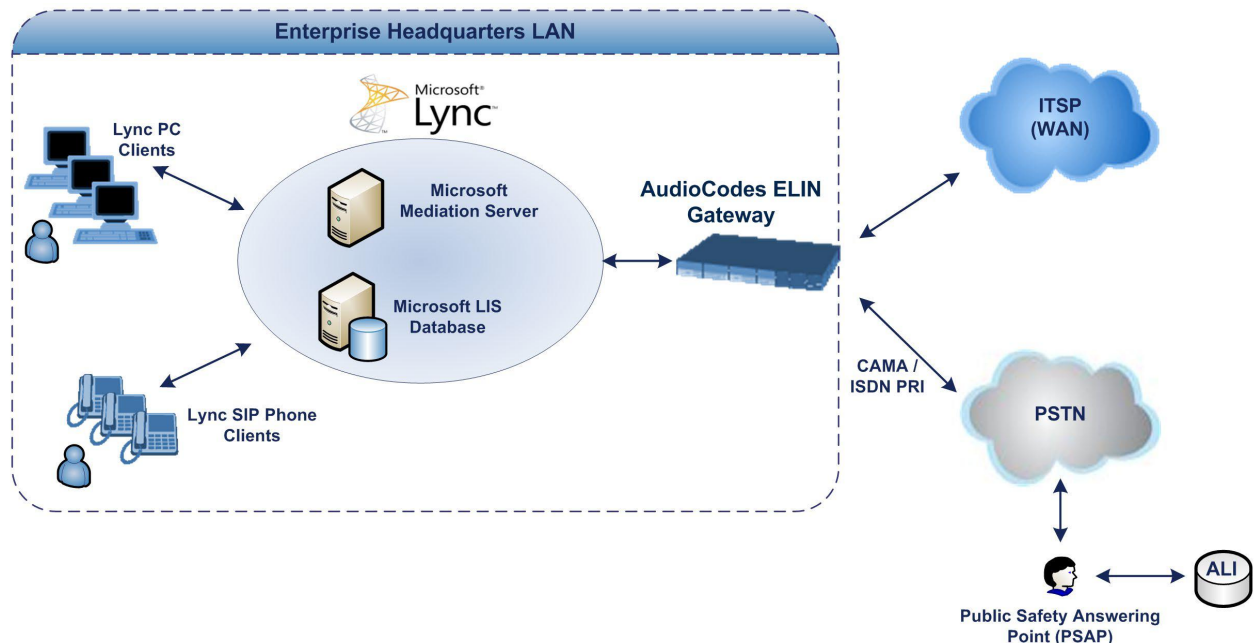 Enterprise Headquarters LAN
Microsoft®
Lync™
Lync PC
Clients
Microsoft
Mediation Server
Microsoft LIS
Database
Lync SIP Phone
Clients
AudioCodes ELIN
Gateway
ITSP
(WAN)
CAMA /
ISDN PRI
PSTN
ALI
Public Safety Answering
Point (PSAP)